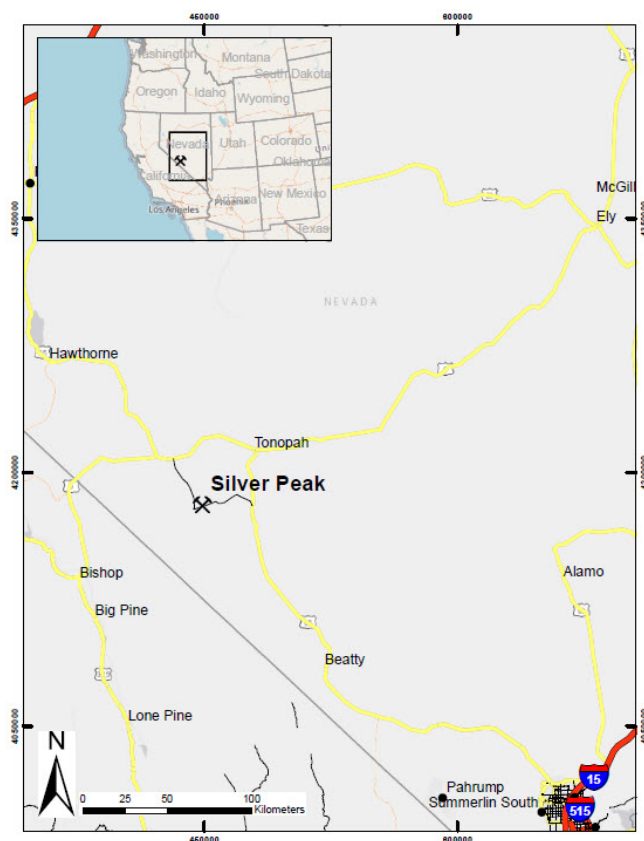 450000
600000
Washington
Montana
South Dakota
Oregon
Idaho
Wyoming
Nevada
Utah
Colorado
California
Oklahoma
Arizona
New Mexico
Los Angeles
Phoenix
Texas
McGill
Ely
4350000
NEVADA
Hawthorne
Tonopah
4200000
Silver Peak
Bishop
Alamo
Big Pine
Beatty
Lone Pine
4050000
N
15
Pahrump
Summerlin South
515
0 25 50 100
Kilometers
450000
600000